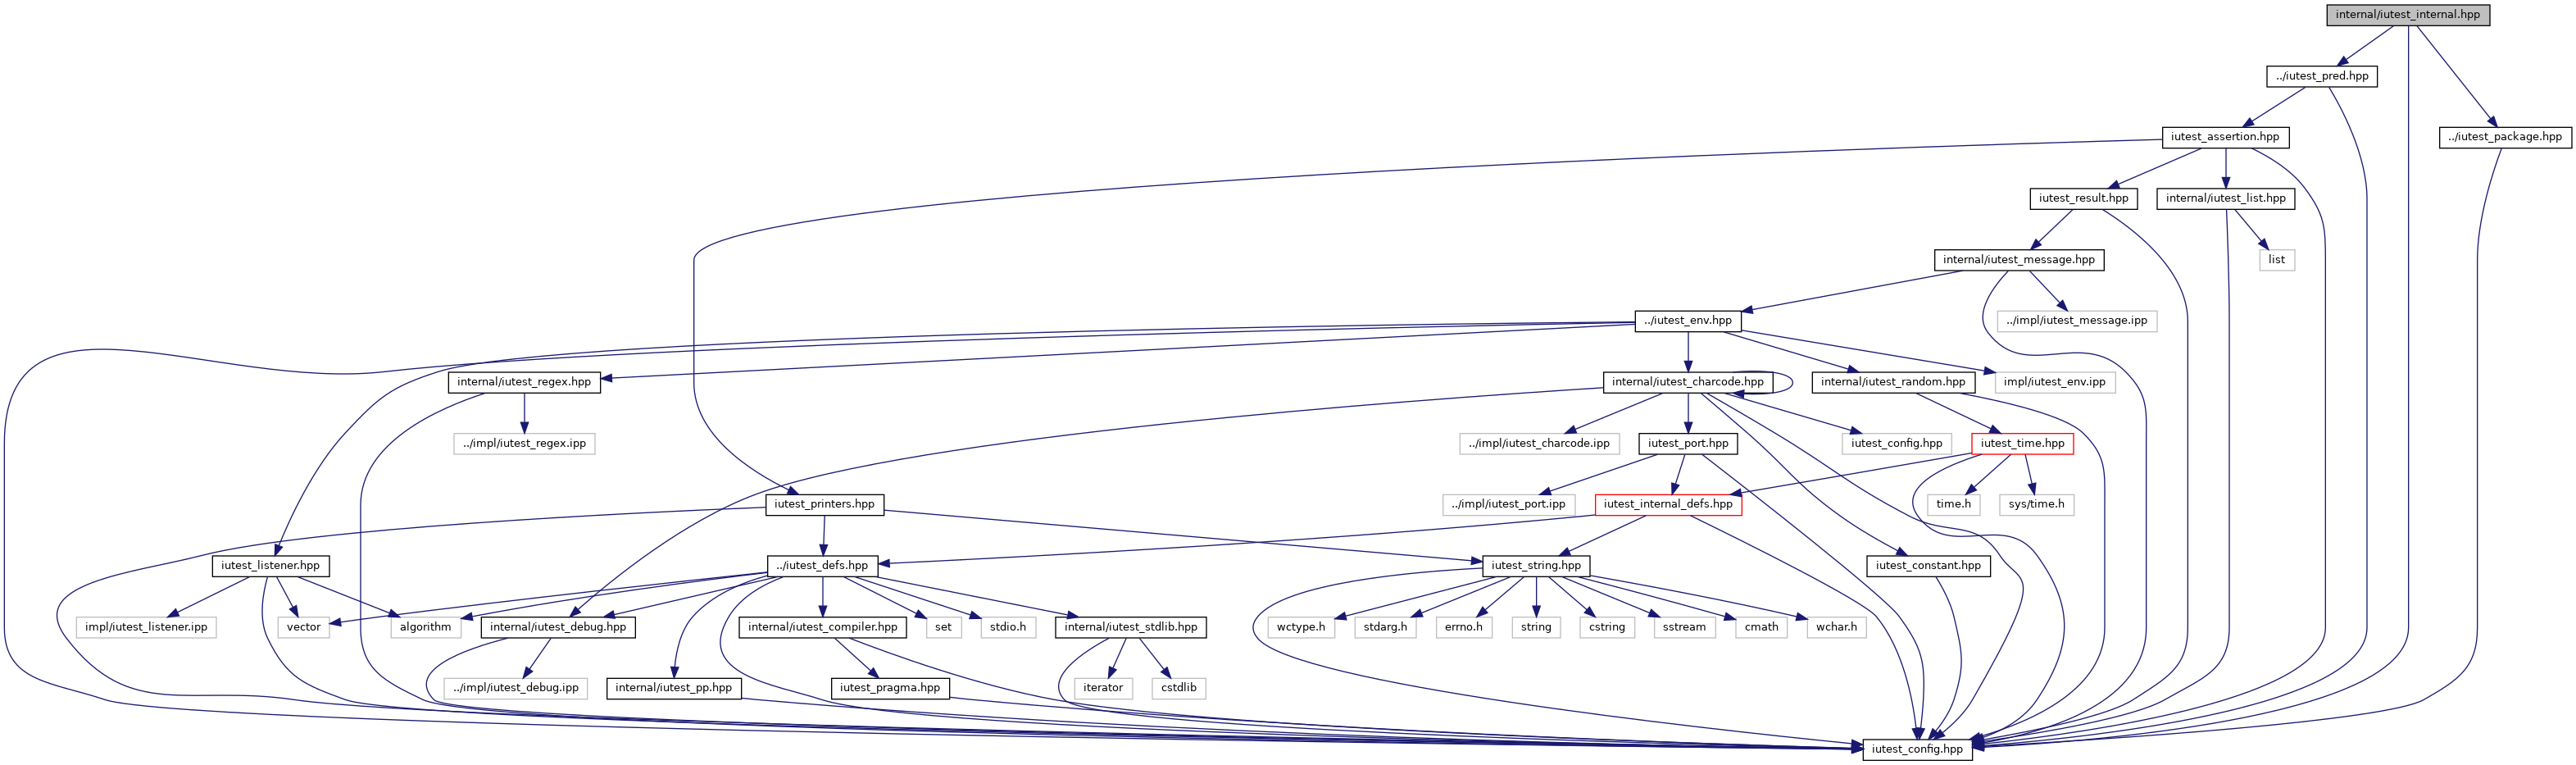 internal/iutest_internal.hpp
../iutest_pred.hpp
iutest_assertion.hpp
../iutest_package.hpp
iutest_result.hpp
internal/iutest_list.hpp
internal/iutest_message.hpp
list
../iutest_env.hpp
../impl/iutest_message.ipp
internal/iutest_regex.hpp
internal/iutest_charcode.hpp
internal/iutest_random.hpp
impl/iutest_env.ipp
../impl/iutest_regex.ipp
../impl/iutest_charcode.ipp
iutest_port.hpp
iutest_config.hpp
iutest_time.hpp
iutest_printers.hpp
../impl/iutest_port.ipp
iutest_internal_defs.hpp
time.h
sys/time.h
iutest_listener.hpp
../iutest_defs.hpp
iutest_string.hpp
iutest_constant.hpp
impl/iutest_listener.ipp
vector
algorithm
internal/iutest_debug.hpp
internal/iutest_compiler.hpp
set
stdio.h
internal/iutest_stdlib.hpp
wctype.h
stdarg.h
errno.h
string
cstring
sstream
cmath
wchar.h
../impl/iutest_debug.ipp
internal/iutest_pp.hpp
iutest_pragma.hpp
iterator
cstdlib
iutest_config.hpp